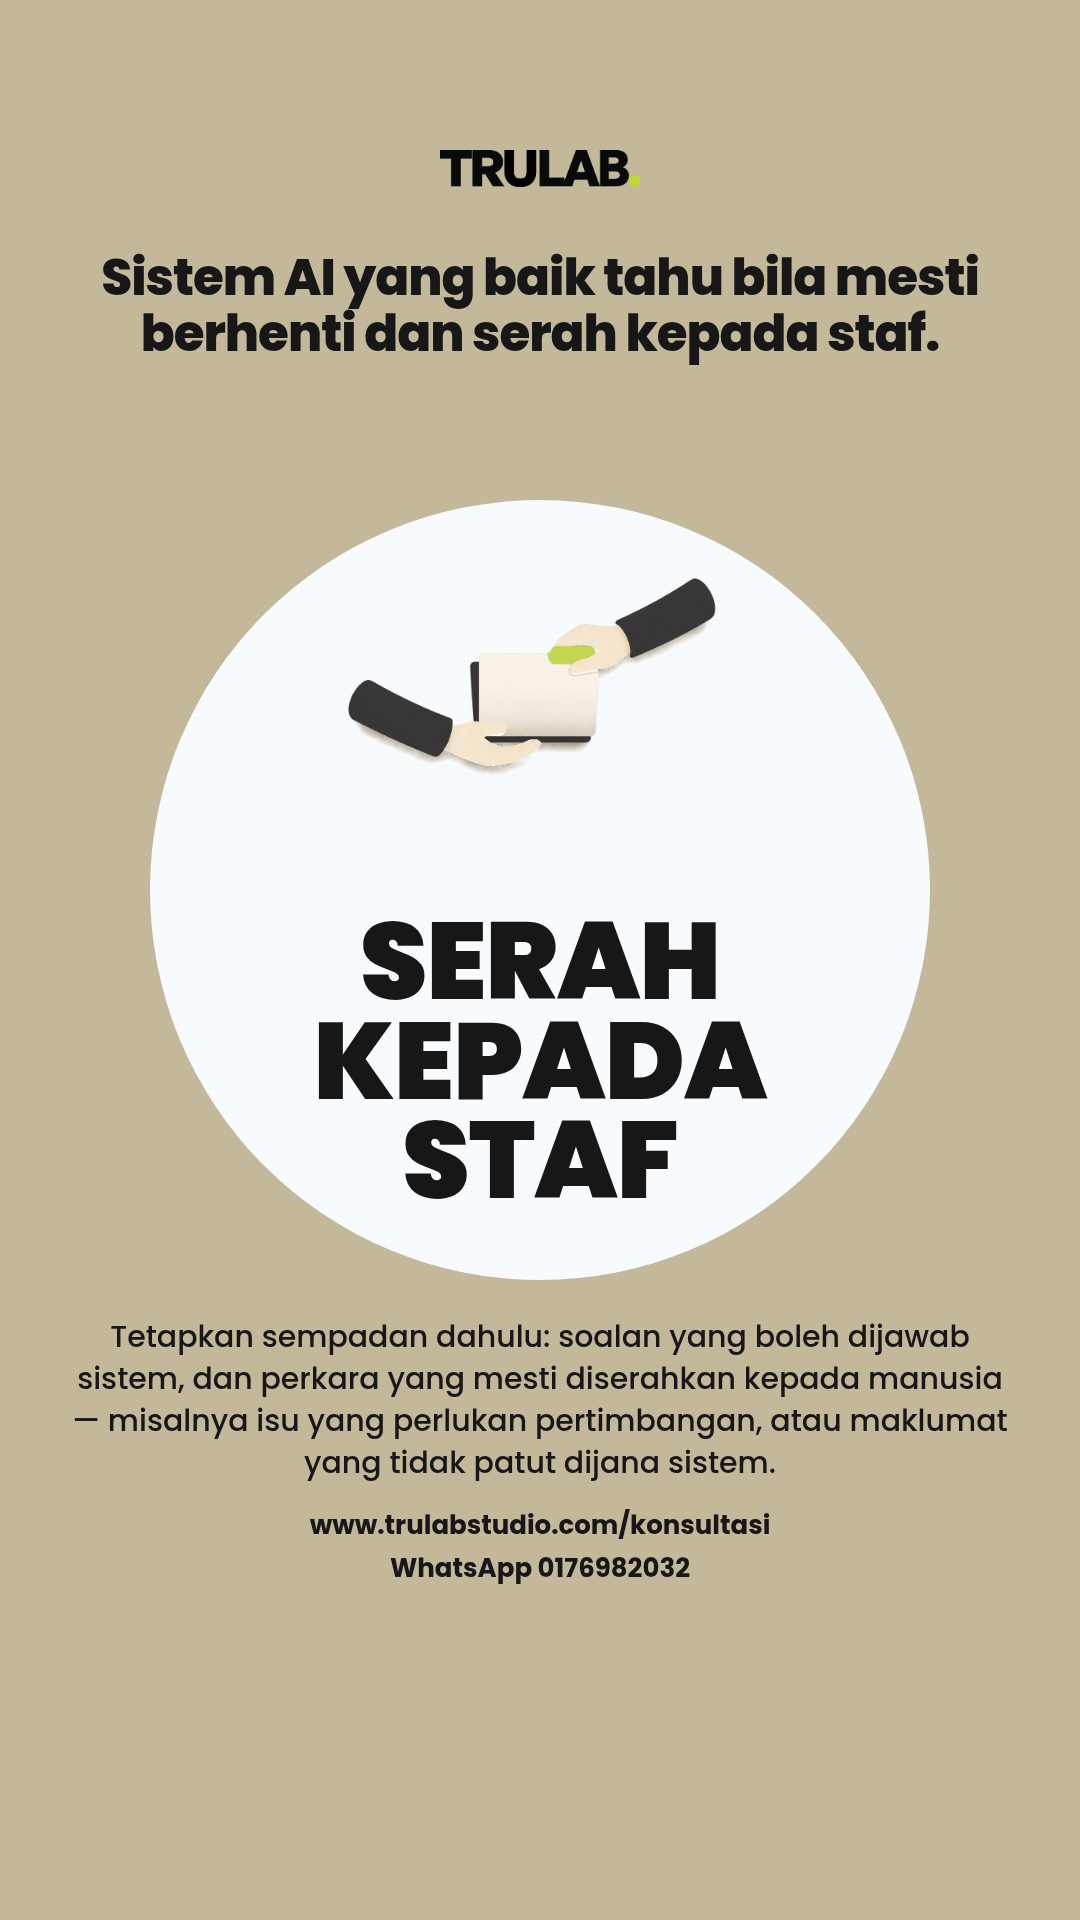 TRULAB.
Sistem AI yang baik tahu bila mesti
berhenti dan serah kepada staf.
SERAH
KEPADA
STAF
Tetapkan sempadan dahulu: soalan yang boleh dijawab
sistem, dan perkara yang mesti diserahkan kepada manusia
— misalnya isu yang perlukan pertimbangan, atau maklumat
yang tidak patut dijana sistem.
www.trulabstudio.com/konsultasi
WhatsApp 0176982032